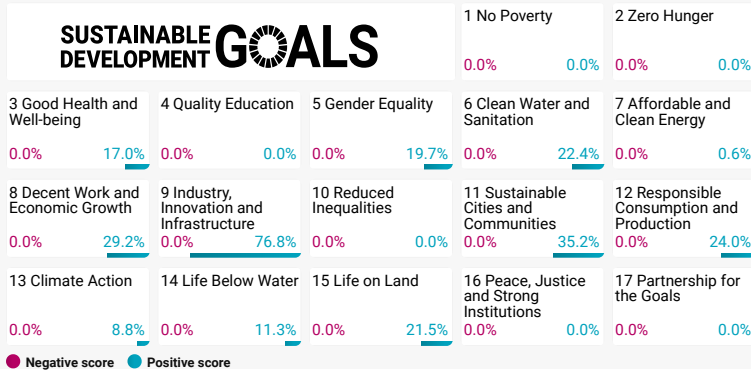 SUSTAINABLE
DEVELOPMENT
GOALS
1 No Poverty
0.0% 0.0%
2 Zero Hunger
0.0% 0.0%
3 Good Health and
Well-being
0.0% 17.0%
4 Quality Education
0.0% 0.0%
5 Gender Equality
0.0% 19.7%
6 Clean Water and
Sanitation
0.0% 22.4%
7 Affordable and
Clean Energy
0.0% 0.6%
8 Decent Work and
Economic Growth
0.0% 29.2%
9 Industry,
Innovation and
Infrastructure
0.0% 76.8%
10 Reduced
Inequalities
0.0% 0.0%
11 Sustainable
Cities and
Communities
0.0% 35.2%
12 Responsible
Consumption and
Production
0.0% 24.0%
13 Climate Action
0.0% 8.8%
14 Life Below Water
0.0% 11.3%
15 Life on Land
0.0% 21.5%
16 Peace, Justice
and Strong
Institutions
0.0% 0.0%
17 Partnership for
the Goals
0.0% 0.0%
Negative score Positive score